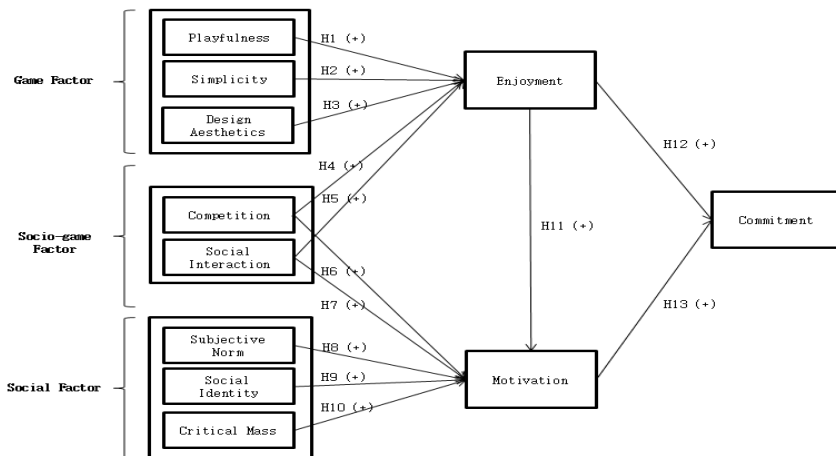 Game Factor
Playfulness
Simplicity
Design
Aesthetics
H1 (+)
H2 (+)
H3 (+)
Enjoyment
Socio-game
Factor
Competition
Social
Interaction
H4 (+)
H5 (+)
H6 (+)
H7 (+)
Social Factor
Subjective
Norm
Social
Identity
Critical Mass
H8 (+)
H9 (+)
H10 (+)
Motivation
H11 (+)
H12 (+)
H13 (+)
Commitment